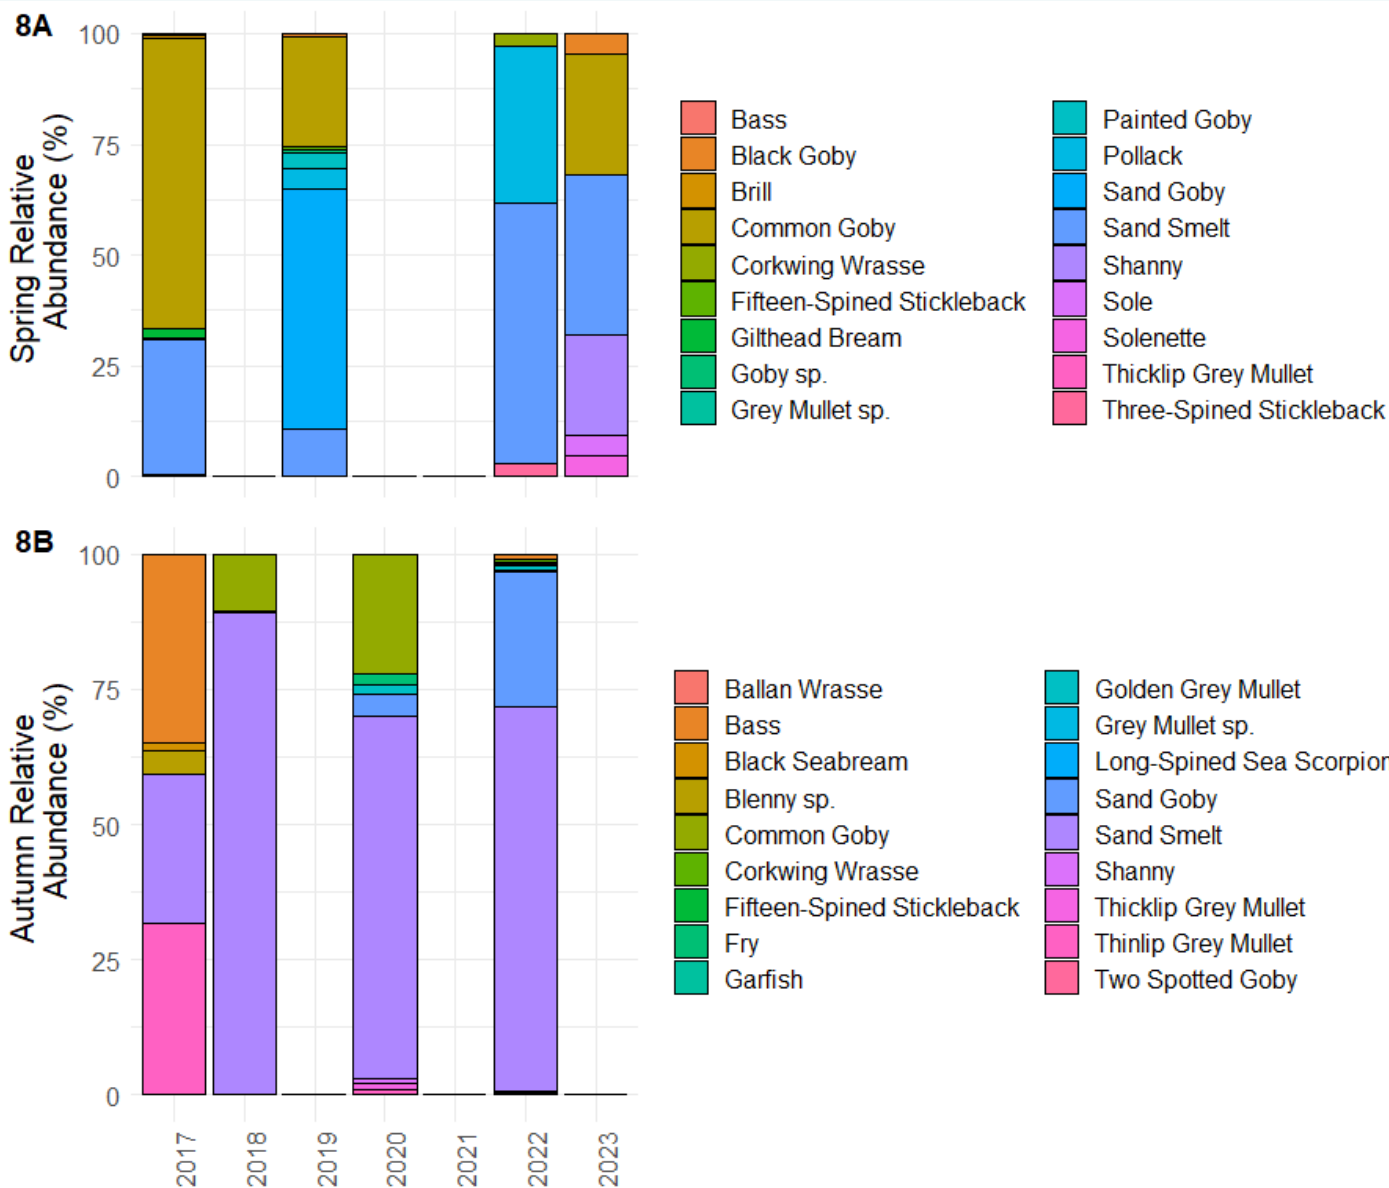 8A
Spring Relative
Abundance (%)
100
75
50
25
0
Bass
Black Goby
Brill
Common Goby
Corkwing Wrasse
Fifteen-Spined Stickleback
Gilthead Bream
Goby sp.
Grey Mullet sp.
Painted Goby
Pollack
Sand Goby
Sand Smelt
Shanny
Sole
Solenette
Thicklip Grey Mullet
Three-Spined Stickleback
8B
Autumn Relative
Abundance (%)
100
75
50
25
0
2017
2018
2019
2020
2021
2022
2023
Ballan Wrasse
Bass
Black Seabream
Blenny sp.
Common Goby
Corkwing Wrasse
Fifteen-Spined Stickleback
Fry
Garfish
Golden Grey Mullet
Grey Mullet sp.
Long-Spined Sea Scorpion
Sand Goby
Sand Smelt
Shanny
Thicklip Grey Mullet
Thinlip Grey Mullet
Two Spotted Goby